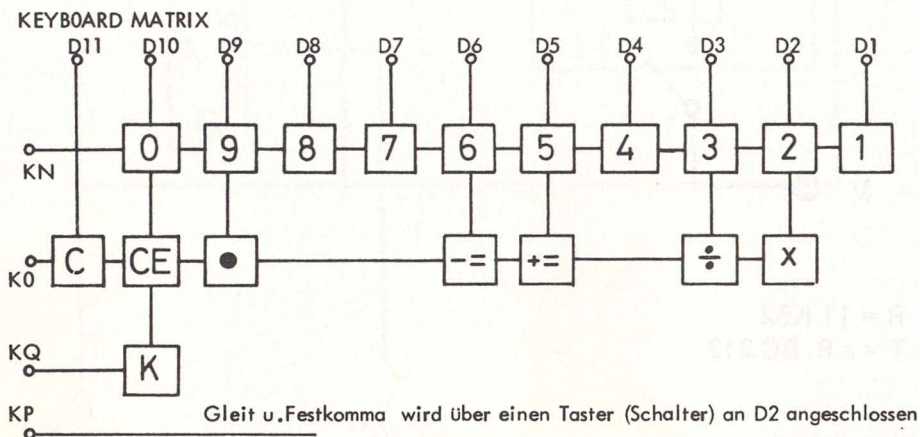 KEYBOARD MATRIX
D11 D10 D9 D8 D7 D6 D5 D4 D3 D2 D1
KN 0 9 8 7 6 5 4 3 2 1
KO C CE • -= += ÷ x
KQ K
KP Gleit u.Festkomma wird über einen Taster (Schalter) an D2 angeschlossen